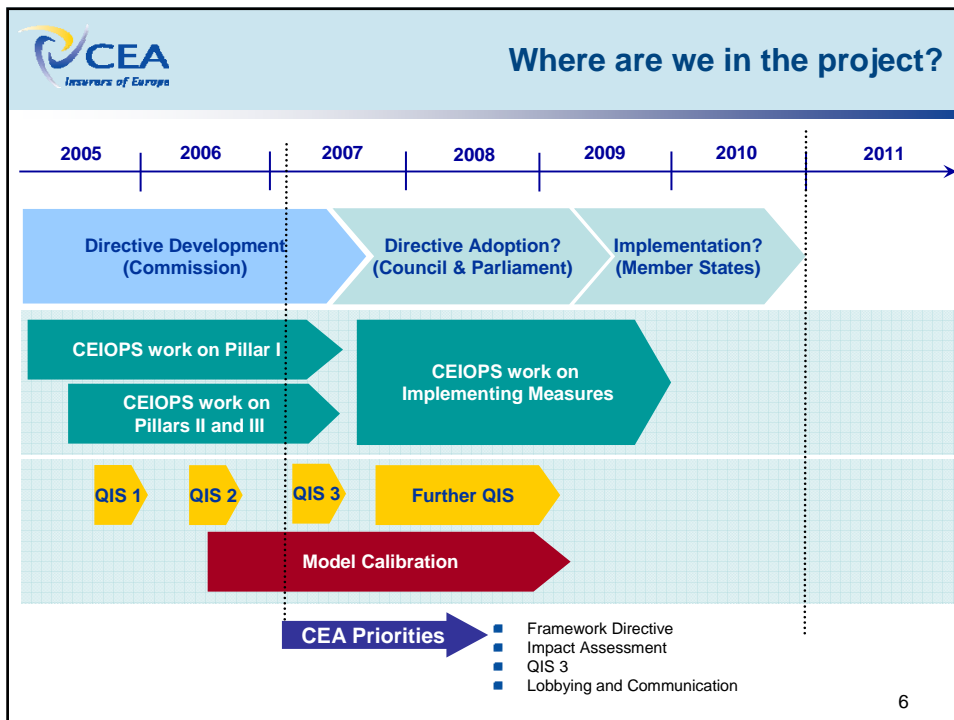 CEA
Insurers of Europe
Where are we in the project?
2005 2006 2007 2008 2009 2010 2011
Directive Development
(Commission)
Directive Adoption?
(Council & Parliament)
Implementation?
(Member States)
CEIOPS work on Pillar I
CEIOPS work on
Pillars II and III
CEIOPS work on
Implementing Measures
QIS 1
QIS 2
QIS 3
Further QIS
Model Calibration
CEA Priorities
Framework Directive
Impact Assessment
QIS 3
Lobbying and Communication
6